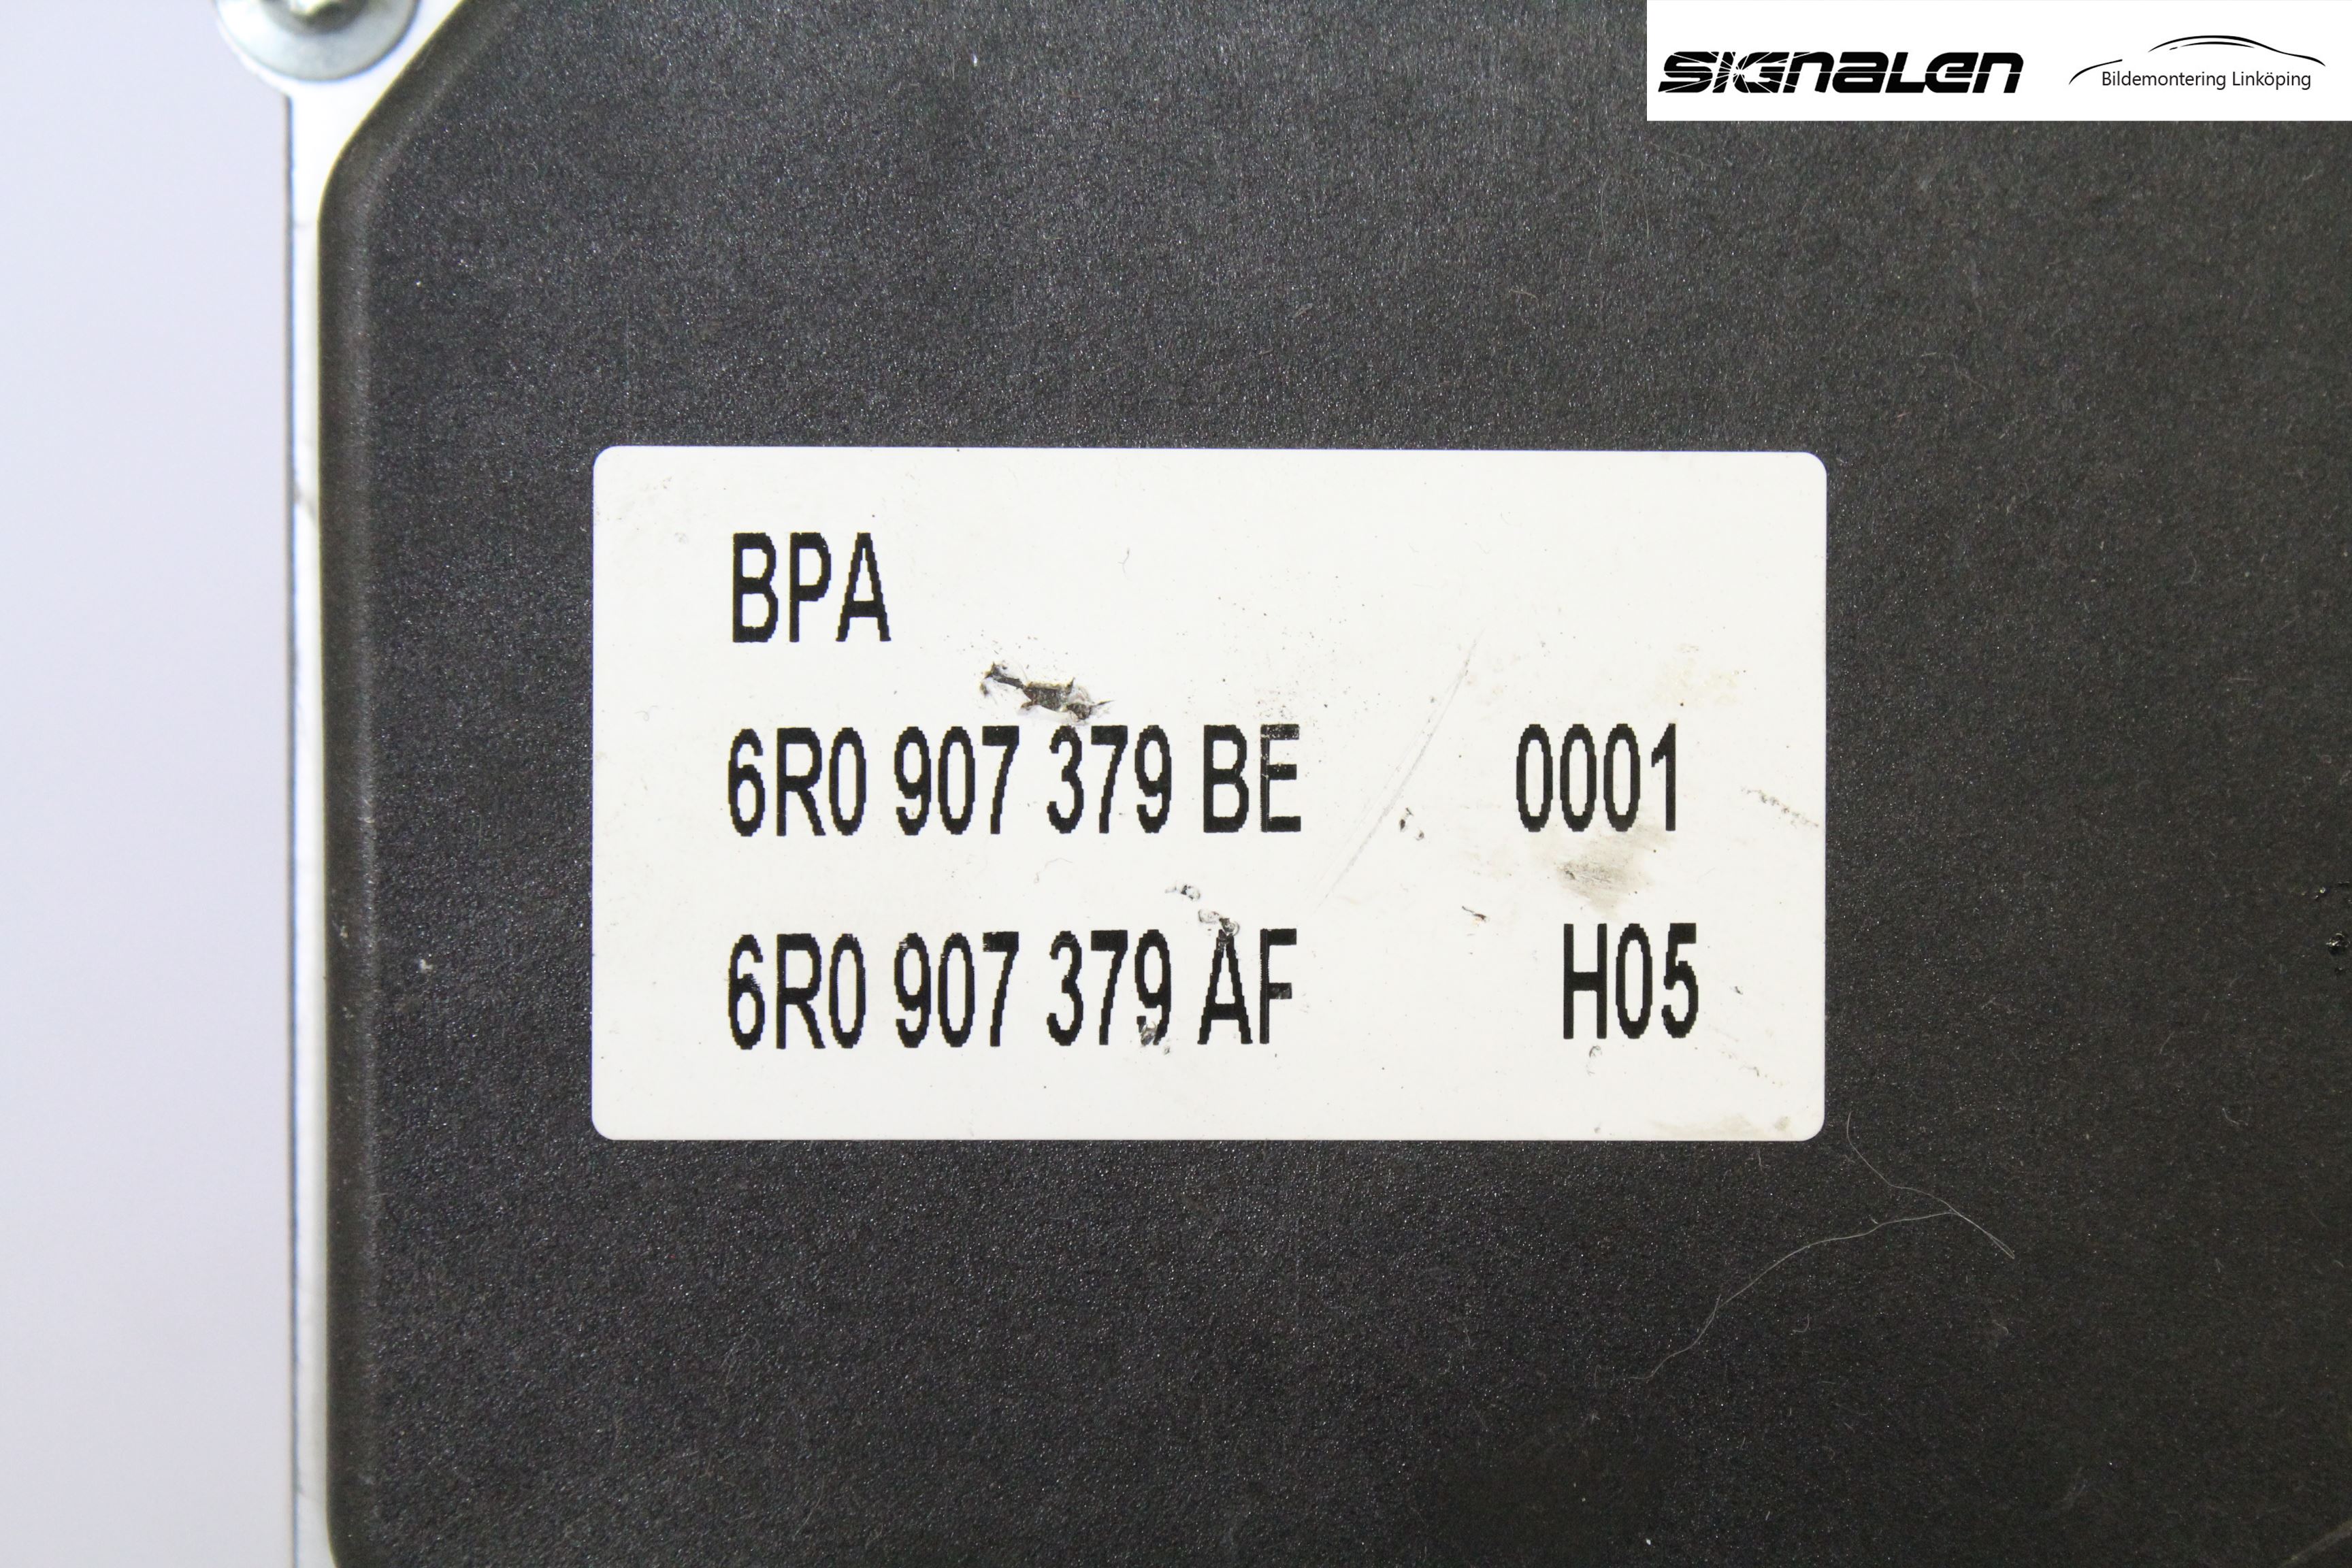 SIGNALEN
Bildemontering Linköping
BPA
6R0 907 379 BE 0001
6R0 907 379 AF H05